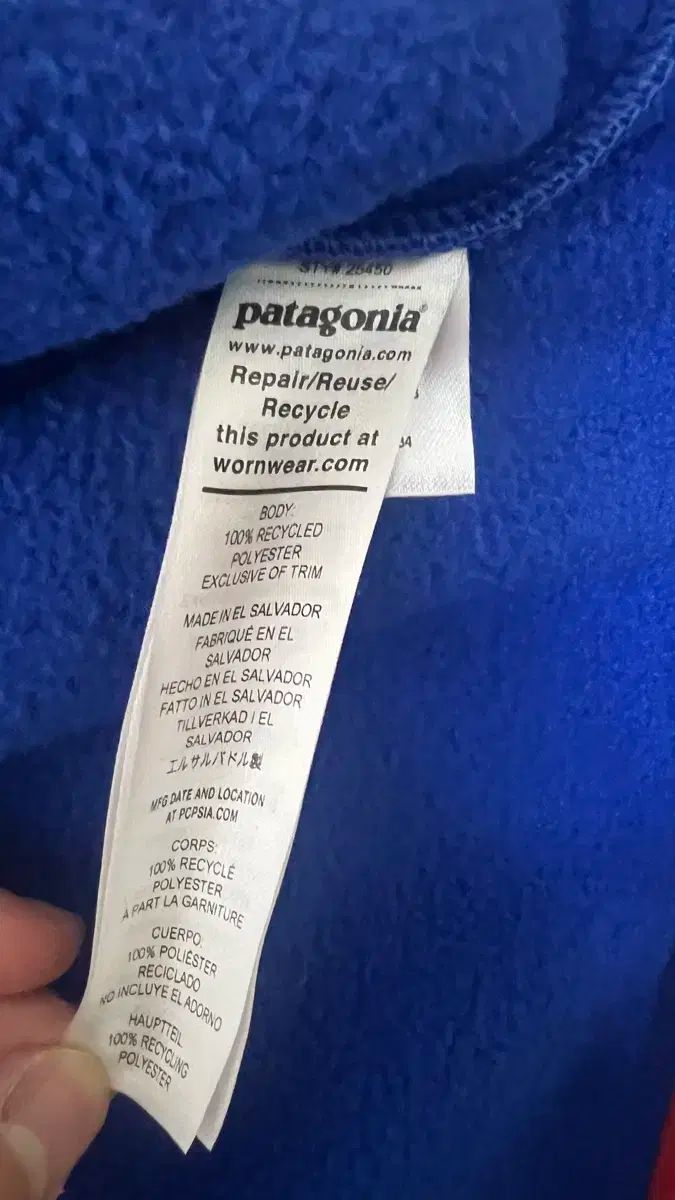 STY# 25450
patagonia®
www.patagonia.com
Repair/Reuse/
Recycle
this product at
wornwear.com
BODY:
100% RECYCLED
POLYESTER
EXCLUSIVE OF TRIM
MADE IN EL SALVADOR
FABRIQUÉ EN EL
SALVADOR
HECHO EN EL SALVADOR
FATTO IN EL SALVADOR
TILLVERKAD I EL
SALVADOR
エルサルバドル製
MFG DATE AND LOCATION
AT PCPSIA.COM
CORPS:
100% RECYCLÉ
POLYESTER
À PART LA GARNITURE
CUERPO:
100% POLIÉSTER
RECICLADO
NO INCLUYE EL ADORNO
HAUPTTEIL
100% RECYCLING
POLYESTER